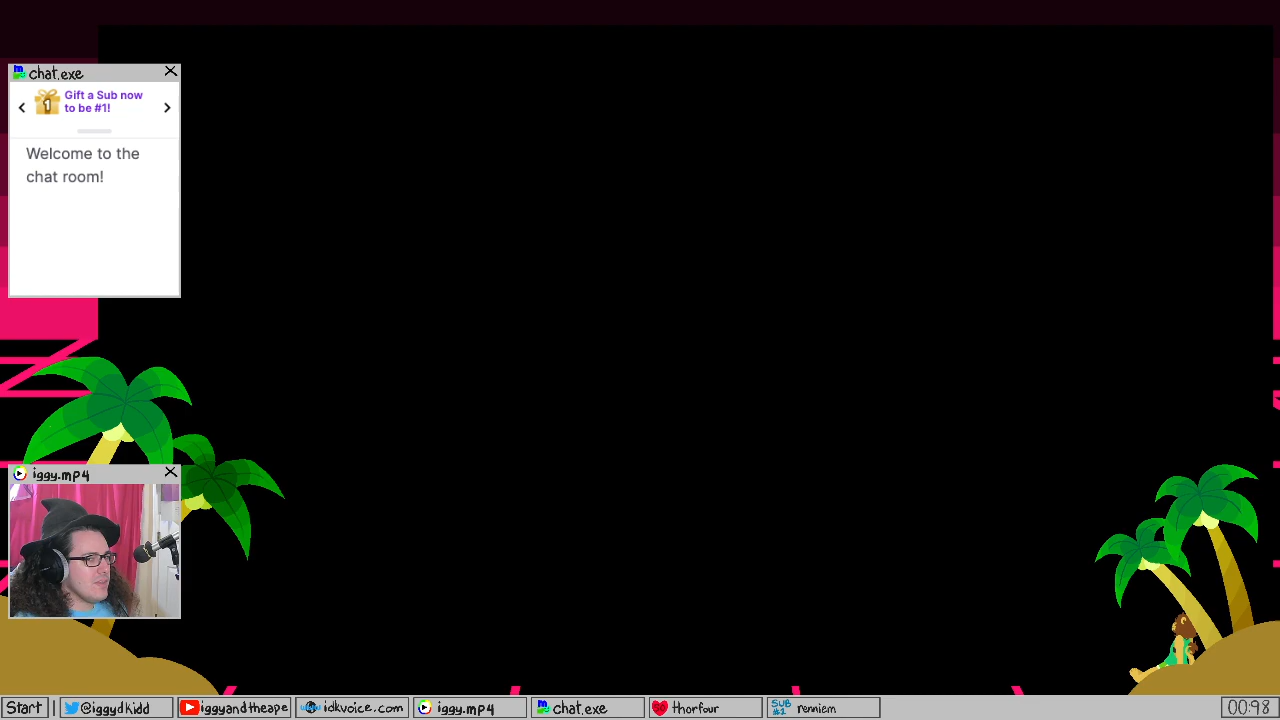 chat.exe
1
Gift a Sub now
to be #1!
Welcome to the
chat room!
iggy.mp4
Start
@iggydkidd
iggyandtheape
idkvoice.com
iggy.mp4
chat.exe
thorfour
SUB
#1
renniem
00:98